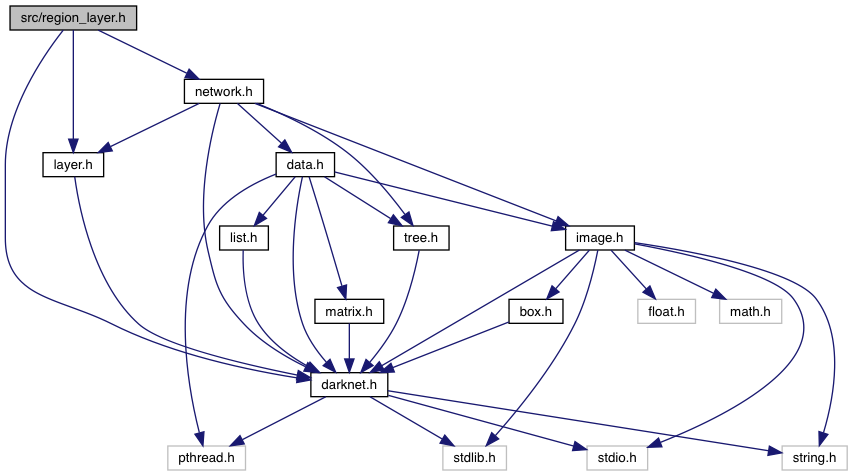 src/region_layer.h
network.h
layer.h
data.h
list.h
tree.h
image.h
matrix.h
box.h
float.h
math.h
darknet.h
pthread.h
stdlib.h
stdio.h
string.h